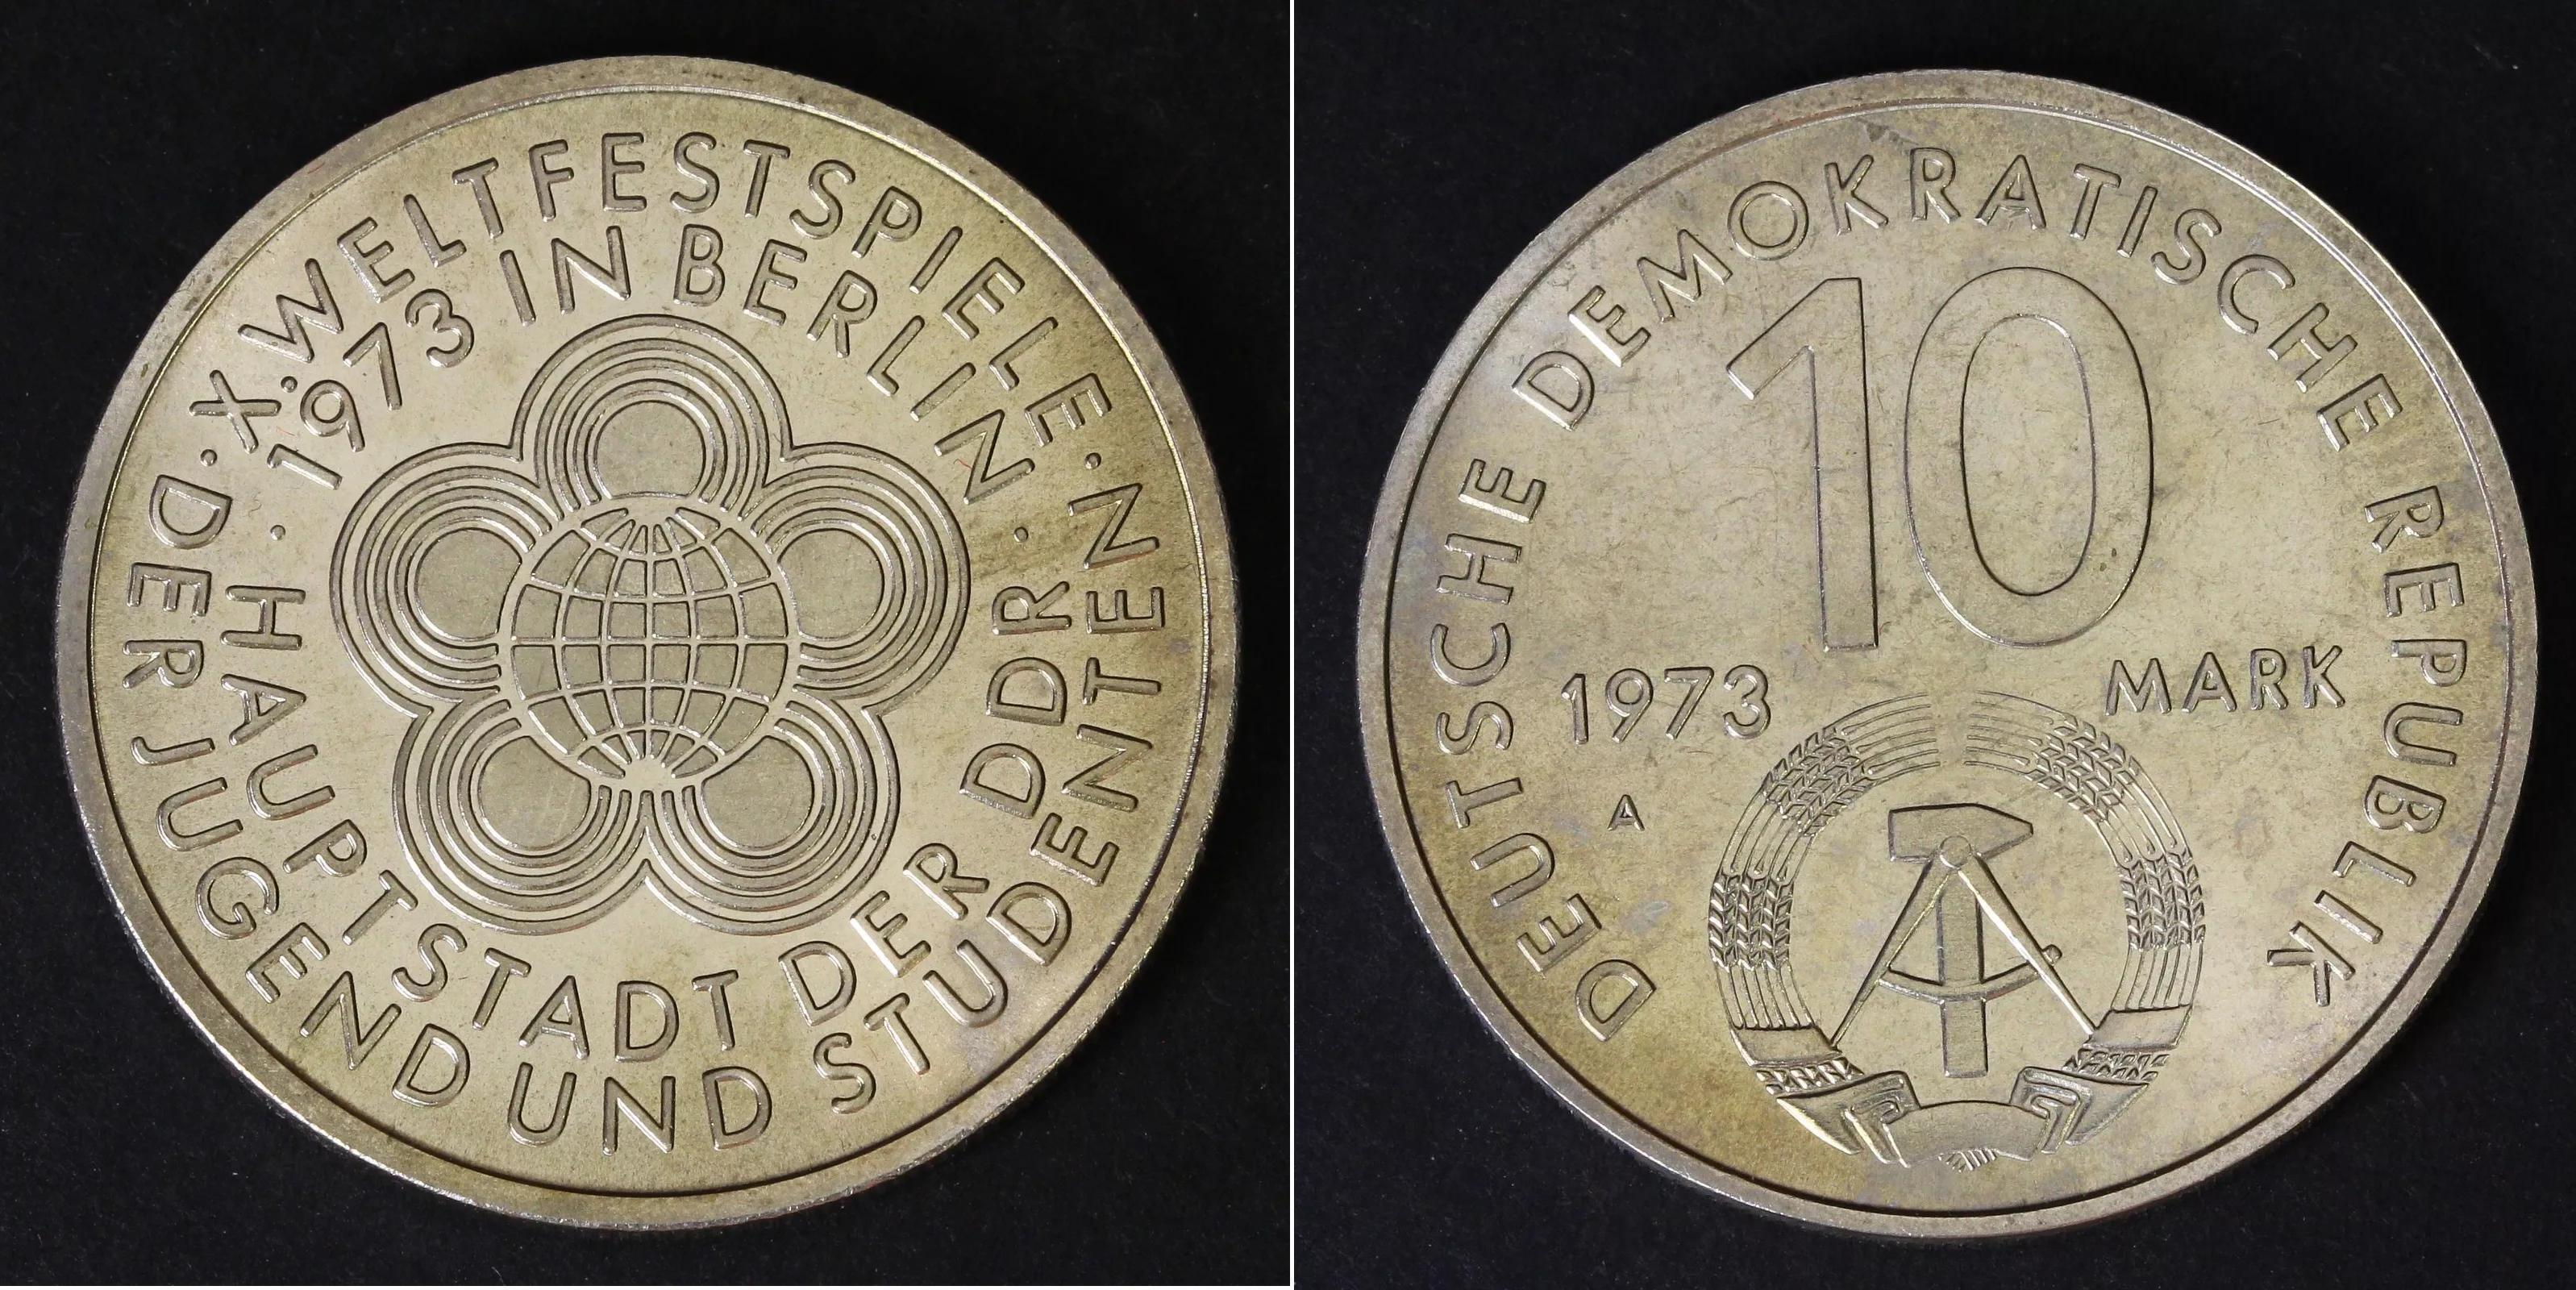 X. WELTFESTSPIELE · DER JUGEND UND STUDENTEN ·
1973 IN BERLIN · HAUPTSTADT DER DDR ·
DEUTSCHE DEMOKRATISCHE REPUBLIK
10
1973 MARK
A